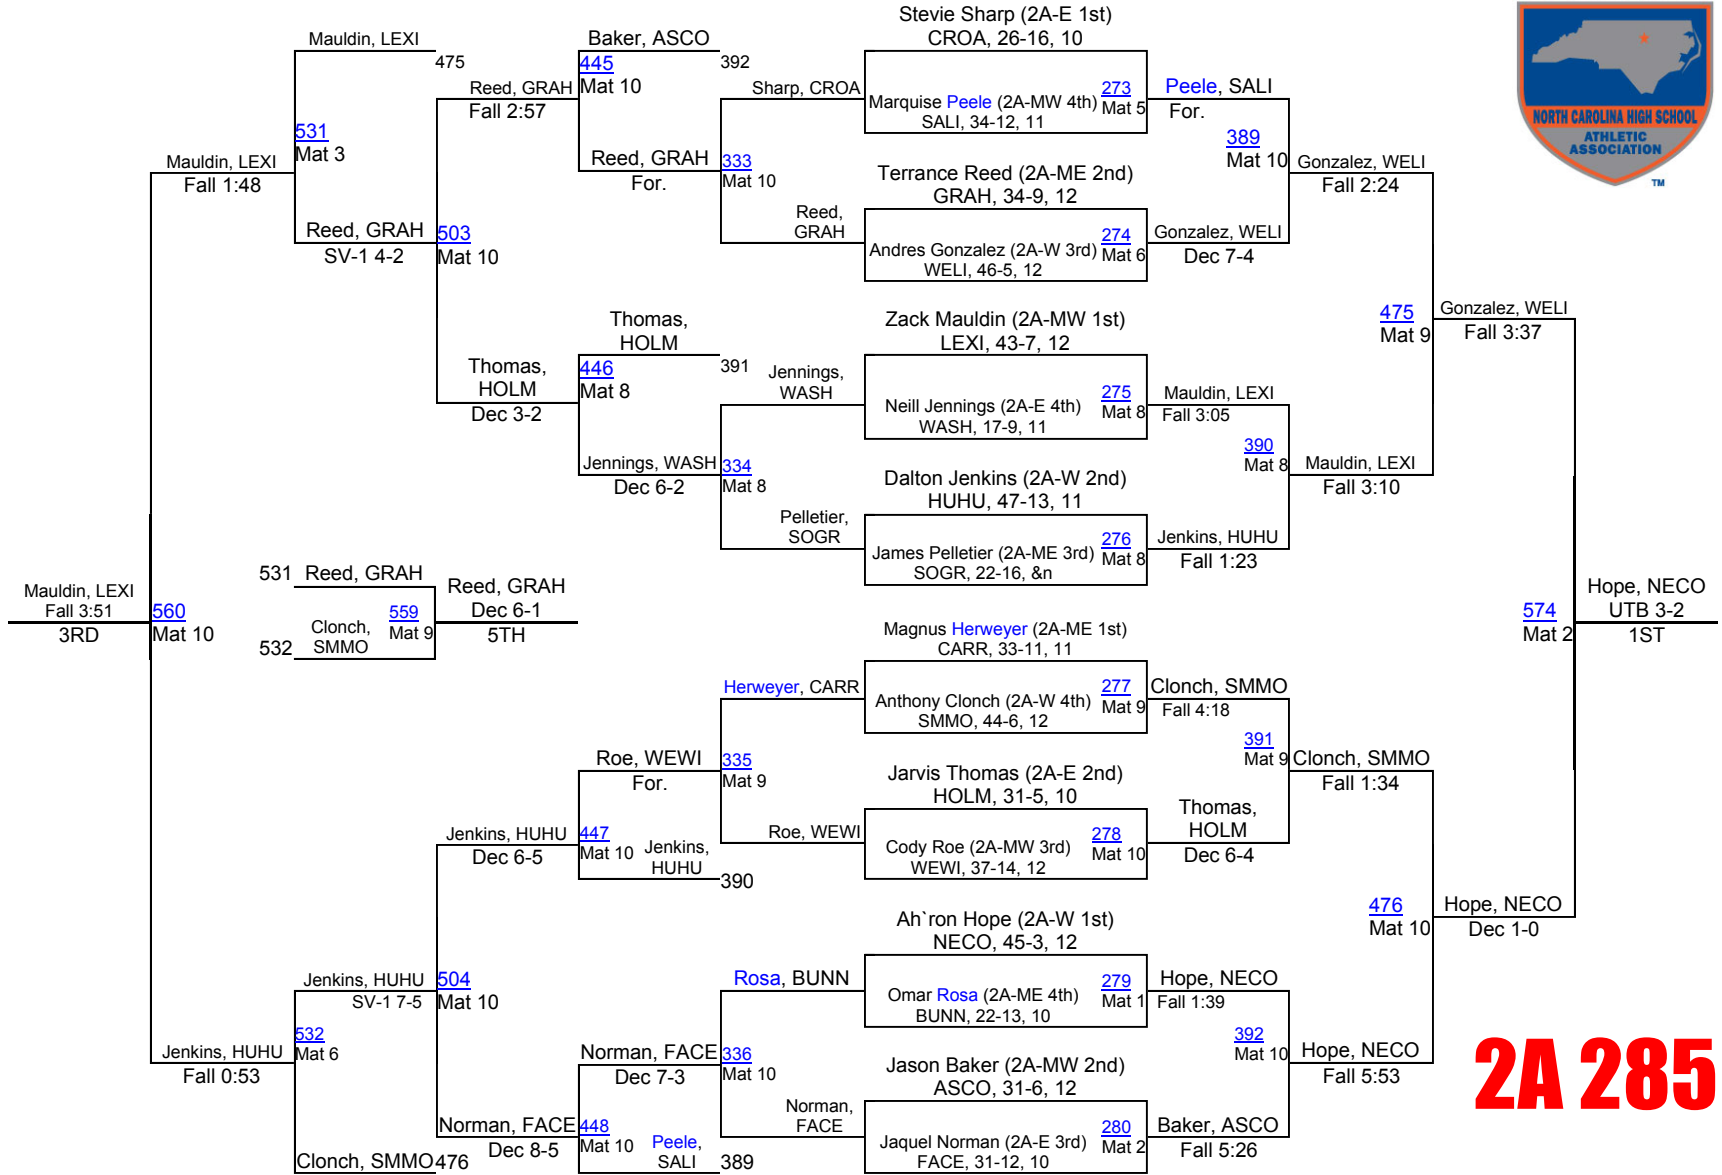 Mauldin, LEXI
475
531
Mat 3
Mauldin, LEXI
Fall 1:48
Reed, GRAH
SV-1 4-2
503
Mat 10
Reed, GRAH
Fall 2:57
Baker, ASCO
392
445
Mat 10
Reed, GRAH
For.
333
Mat 10
Sharp, CROA
Reed,
GRAH
Thomas,
HOLM
Dec 3-2
Thomas,
HOLM
391
446
Mat 8
Jennings, WASH
Dec 6-2
334
Mat 8
Jennings,
WASH
Pelletier,
SOGR
Stevie Sharp (2A-E 1st)
CROA, 26-16, 10
Marquise Peele (2A-MW 4th)
SALI, 34-12, 11
273
Mat 5
Peele, SALI
For.
Terrance Reed (2A-ME 2nd)
GRAH, 34-9, 12
Andres Gonzalez (2A-W 3rd)
WELI, 46-5, 12
274
Mat 6
Gonzalez, WELI
Dec 7-4
389
Mat 10
Gonzalez, WELI
Fall 2:24
Zack Mauldin (2A-MW 1st)
LEXI, 43-7, 12
Neill Jennings (2A-E 4th)
WASH, 17-9, 11
275
Mat 8
Mauldin, LEXI
Fall 3:05
Dalton Jenkins (2A-W 2nd)
HUHU, 47-13, 11
James Pelletier (2A-ME 3rd)
SOGR, 22-16, &n
276
Mat 8
Jenkins, HUHU
Fall 1:23
390
Mat 8
Mauldin, LEXI
Fall 3:10
475
Mat 9
Gonzalez, WELI
Fall 3:37
NORTH CAROLINA HIGH SCHOOL
ATHLETIC
ASSOCIATION
TM
Mauldin, LEXI
Fall 3:51
3RD
560
Mat 10
531
Reed, GRAH
532
Clonch,
SMMO
559
Mat 9
Reed, GRAH
Dec 6-1
5TH
574
Mat 2
Hope, NECO
UTB 3-2
1ST
Magnus Herweyer (2A-ME 1st)
CARR, 33-11, 11
Anthony Clonch (2A-W 4th)
SMMO, 44-6, 12
277
Mat 9
Clonch, SMMO
Fall 4:18
Jarvis Thomas (2A-E 2nd)
HOLM, 31-5, 10
Cody Roe (2A-MW 3rd)
WEWI, 37-14, 12
278
Mat 10
Thomas,
HOLM
Dec 6-4
391
Mat 9
Clonch, SMMO
Fall 1:34
Herweyer, CARR
Roe, WEWI
335
Mat 9
Roe, WEWI
For.
447
Mat 10
Jenkins,
HUHU
390
Jenkins, HUHU
Dec 6-5
Ah`ron Hope (2A-W 1st)
NECO, 45-3, 12
Omar Rosa (2A-ME 4th)
BUNN, 22-13, 10
279
Mat 1
Hope, NECO
Fall 1:39
Jason Baker (2A-MW 2nd)
ASCO, 31-6, 12
Jaquel Norman (2A-E 3rd)
FACE, 31-12, 10
280
Mat 2
Baker, ASCO
Fall 5:26
392
Mat 10
Hope, NECO
Fall 5:53
476
Mat 10
Hope, NECO
Dec 1-0
Rosa, BUNN
Norman,
FACE
336
Mat 10
Norman, FACE
Dec 7-3
448
Mat 10
Peele,
SALI
389
Norman, FACE
Dec 8-5
504
Mat 10
Jenkins, HUHU
SV-1 7-5
532
Mat 6
Clonch, SMMO
476
Jenkins, HUHU
Fall 0:53
2A 285